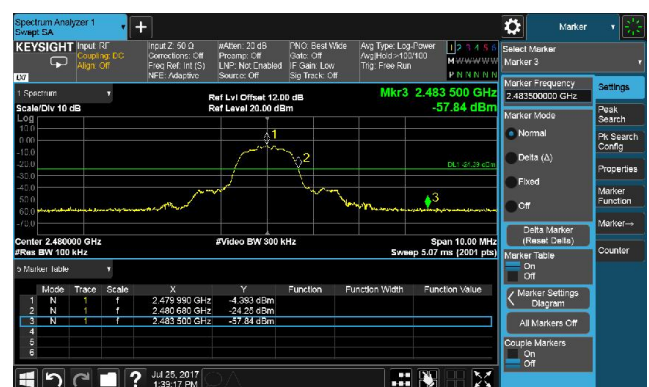 Spectrum Analyzer 1
Swept SA
+
Marker
KEYSIGHT
Input: RF
Coupling: DC
Align: Off
Input Z: 50 Ω
Corrections: Off
Freq Ref: Int (S)
NFE: Adaptive
#Atten: 20 dB
Preamp: Off
LNP: Not Enabled
Source: Off
PNO: Best Wide
Gate: Off
IF Gain: Low
Sig Track: Off
Avg Type: Log-Power
Avg|Hold:>100/100
Trig: Free Run
1 2 3 4 5 6
M W W W W W
P N N N N N
LXI
Select Marker
Marker 3
1 Spectrum
Scale/Div 10 dB
Ref Lvl Offset 12.00 dB
Ref Level 20.00 dBm
Mkr3 2.483 500 GHz
-57.84 dBm
Log
10.0
0.00
-10.0
-20.0
-30.0
-40.0
-50.0
-60.0
-70.0
1
2
3
Center 2.480000 GHz
#Res BW 100 kHz
#Video BW 300 kHz
Span 10.00 MHz
Sweep 5.07 ms (2001 pts)
5 Marker Table
Mode Trace Scale X Y Function Function Width Function Value
1 N 1 f 2.479 990 GHz -4.393 dBm
2 N 1 f 2.480 680 GHz -24.26 dBm
3 N 1 f 2.483 500 GHz -57.84 dBm
4
5
6
Marker Frequency
2.483500000 GHz
Marker Mode
Normal
Delta (Δ)
Fixed
Off
Delta Marker
(Reset Delta)
Marker Table
On
Off
Marker Settings
Diagram
All Markers Off
Couple Markers
On
Off
Settings
Peak
Search
Pk Search
Config
Properties
Marker
Function
Marker→
Counter
?
Jul 25, 2017
1:39:17 PM